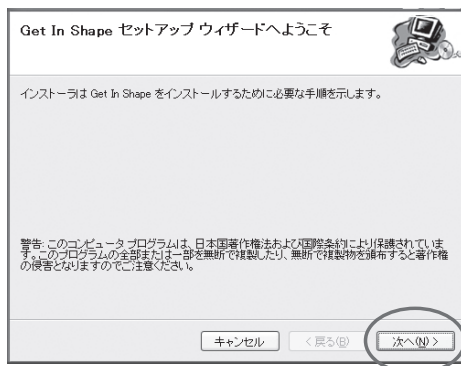 Get In Shape セットアップ ウィザードへようこそ
インストーラは Get In Shape をインストールするために必要な手順を示します。
警告: このコンピュータ プログラムは、日本国著作権法および国際条約により保護されていま
す。このプログラムの全部または一部を無断で複製したり、無断で複製物を頒布すると著作権
の侵害となりますのでご注意ください。
キャンセル < 戻る(B) 次へ(N) >